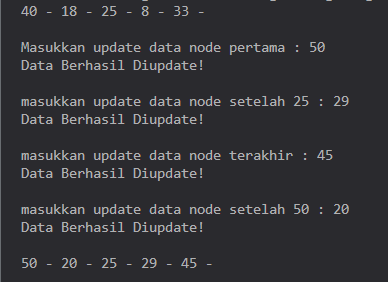 40 - 18 - 25 - 8 - 33 -
Masukkan update data node pertama : 50
Data Berhasil Diupdate!
masukkan update data node setelah 25 : 29
Data Berhasil Diupdate!
masukkan update data node terakhir : 45
Data Berhasil Diupdate!
masukkan update data node setelah 50 : 20
Data Berhasil Diupdate!
50 - 20 - 25 - 29 - 45 -